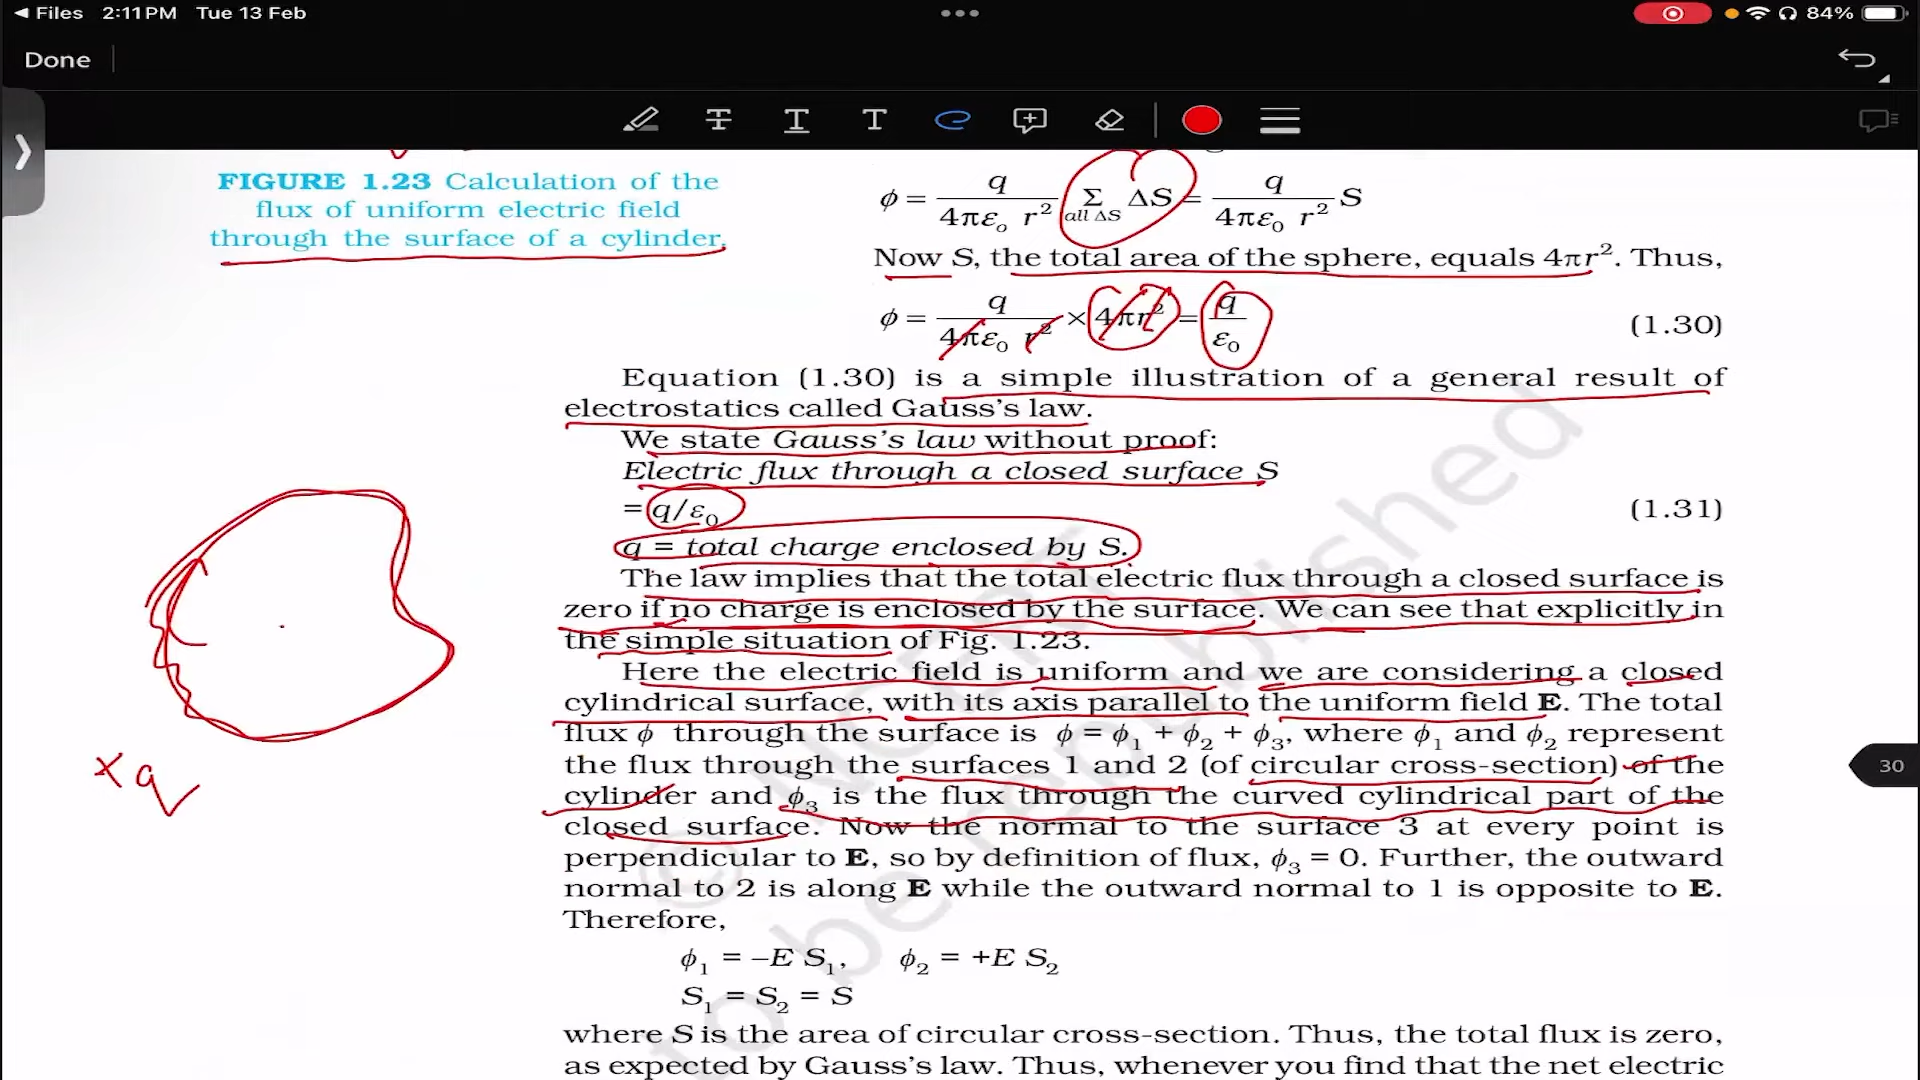 Files 2:11 PM Tue 13 Feb
84%
Done
FIGURE 1.23 Calculation of the
flux of uniform electric field
through the surface of a cylinder.
ϕ = q / 4πε₀ r² Σ all ΔS ΔS = q / 4πε₀ r² S
Now S, the total area of the sphere, equals 4πr². Thus,
ϕ = q / 4πε₀ r² × 4πr² = q / ε₀ (1.30)
Equation (1.30) is a simple illustration of a general result of
electrostatics called Gauss's law.
We state Gauss's law without proof:
Electric flux through a closed surface S
= q/ε₀ (1.31)
q = total charge enclosed by S.
The law implies that the total electric flux through a closed surface is
zero if no charge is enclosed by the surface. We can see that explicitly in
the simple situation of Fig. 1.23.
Here the electric field is uniform and we are considering a closed
cylindrical surface, with its axis parallel to the uniform field E. The total
flux ϕ through the surface is ϕ = ϕ₁ + ϕ₂ + ϕ₃, where ϕ₁ and ϕ₂ represent
the flux through the surfaces 1 and 2 (of circular cross-section) of the
cylinder and ϕ₃ is the flux through the curved cylindrical part of the
closed surface. Now the normal to the surface 3 at every point is
perpendicular to E, so by definition of flux, ϕ₃ = 0. Further, the outward
normal to 2 is along E while the outward normal to 1 is opposite to E.
Therefore,
ϕ₁ = –E S₁, ϕ₂ = +E S₂
S₁ = S₂ = S
where S is the area of circular cross-section. Thus, the total flux is zero,
as expected by Gauss's law. Thus, whenever you find that the net electric
x q
30
© NCERT
to be republished